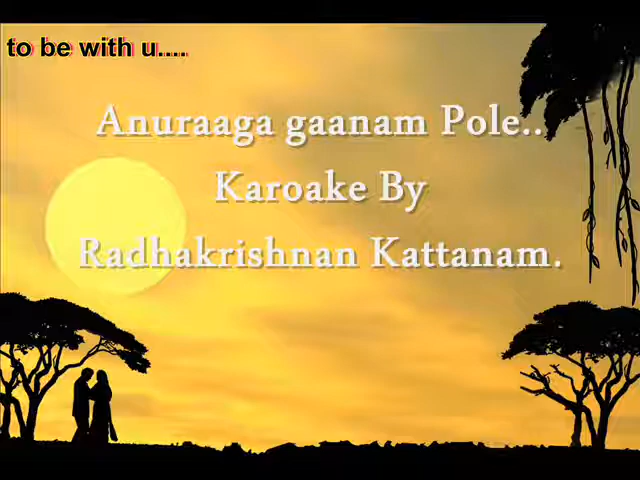 to be with u....
Anuraaga gaanam Pole..
Karoake By
Radhakrishnan Kattanam.